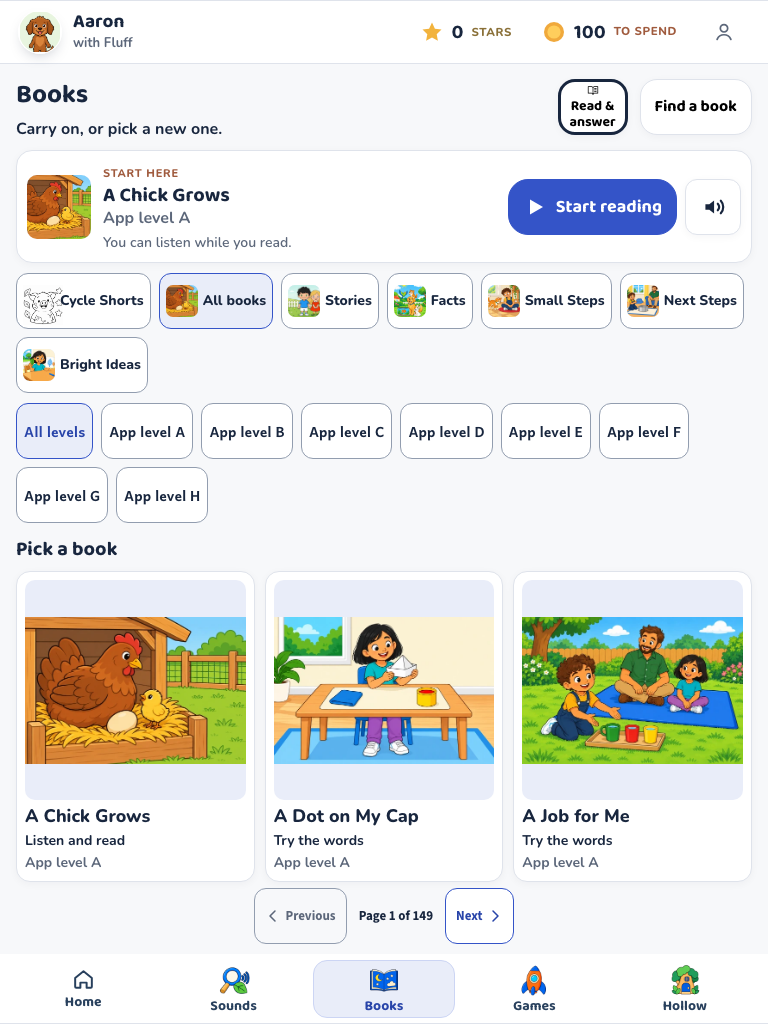 Aaron
with Fluff
0 STARS
100 TO SPEND
Books
Carry on, or pick a new one.
Read &
answer
Find a book
START HERE
A Chick Grows
App level A
You can listen while you read.
Start reading
Cycle Shorts
All books
Stories
Facts
Small Steps
Next Steps
Bright Ideas
All levels
App level A
App level B
App level C
App level D
App level E
App level F
App level G
App level H
Pick a book
A Chick Grows
Listen and read
App level A
A Dot on My Cap
Try the words
App level A
A Job for Me
Try the words
App level A
Previous
Page 1 of 149
Next
Home
Sounds
Books
Games
Hollow